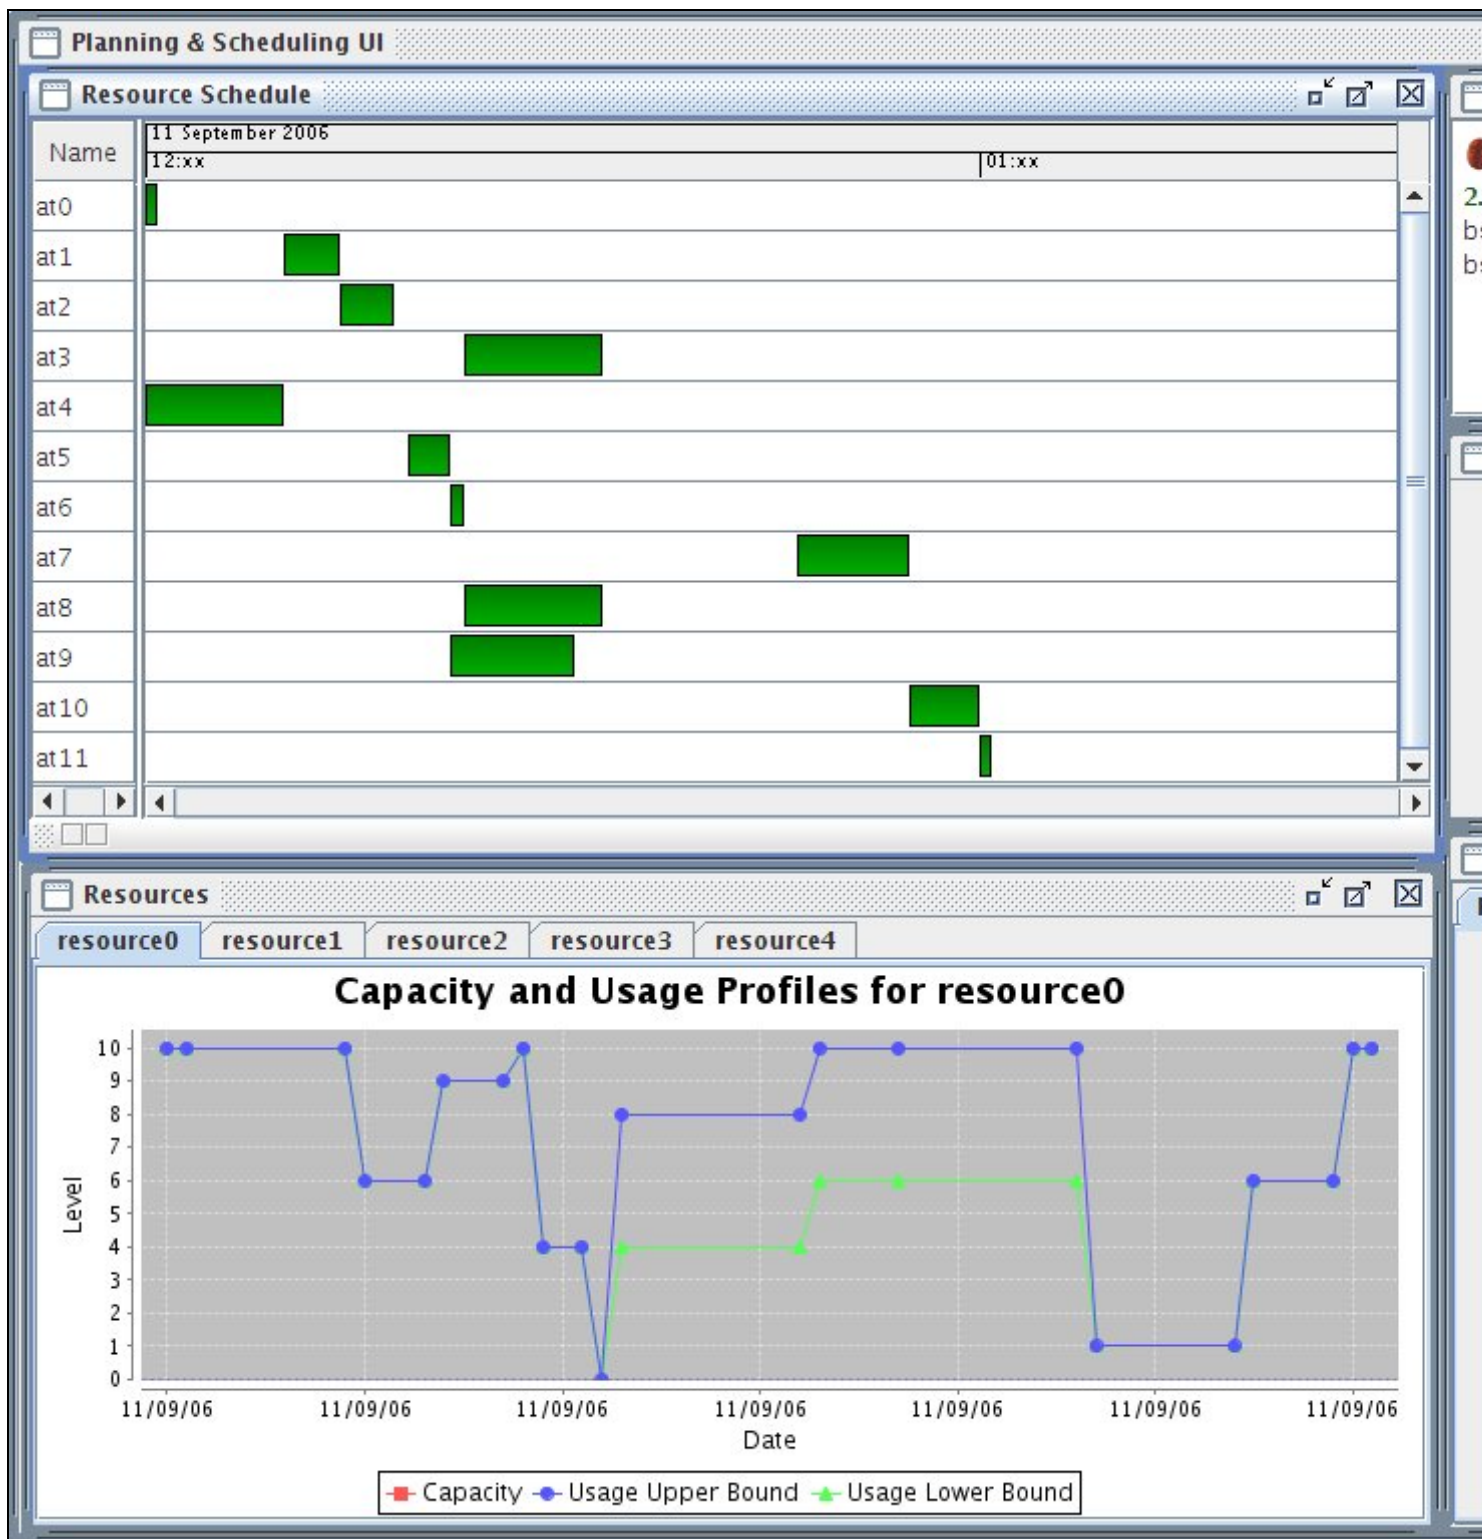 Planning & Scheduling UI
Resource Schedule
Name
11 September 2006
12:xx 01:xx
at0
at1
at2
at3
at4
at5
at6
at7
at8
at9
at10
at11
2.
bs
bs
Resources
resource0 resource1 resource2 resource3 resource4
Capacity and Usage Profiles for resource0
Level
10
9
8
7
6
5
4
3
2
1
0
11/09/06 11/09/06 11/09/06 11/09/06 11/09/06 11/09/06 11/09/06
Date
Capacity Usage Upper Bound Usage Lower Bound